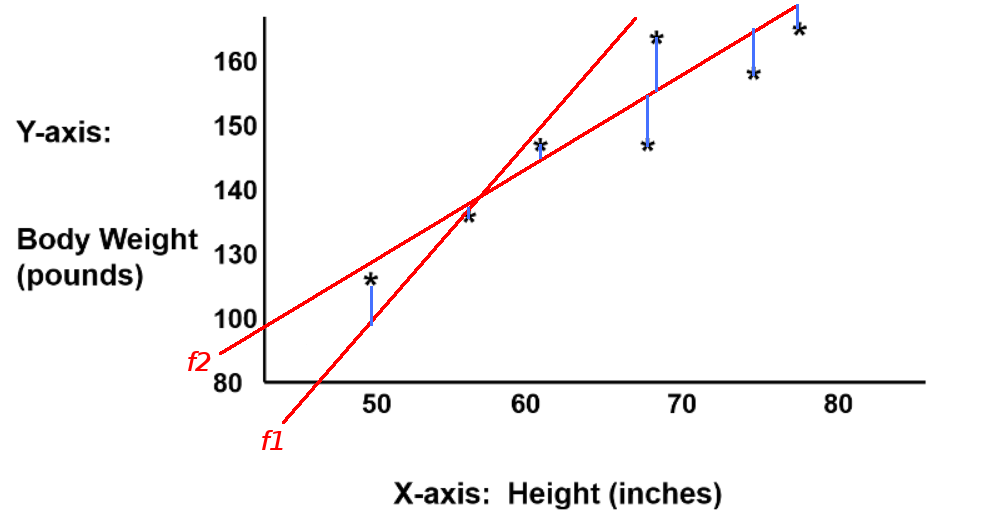 160
Y-axis:
150
140
Body Weight
(pounds)
130
100
f2
80
50 60 70 80
f1
X-axis: Height (inches)